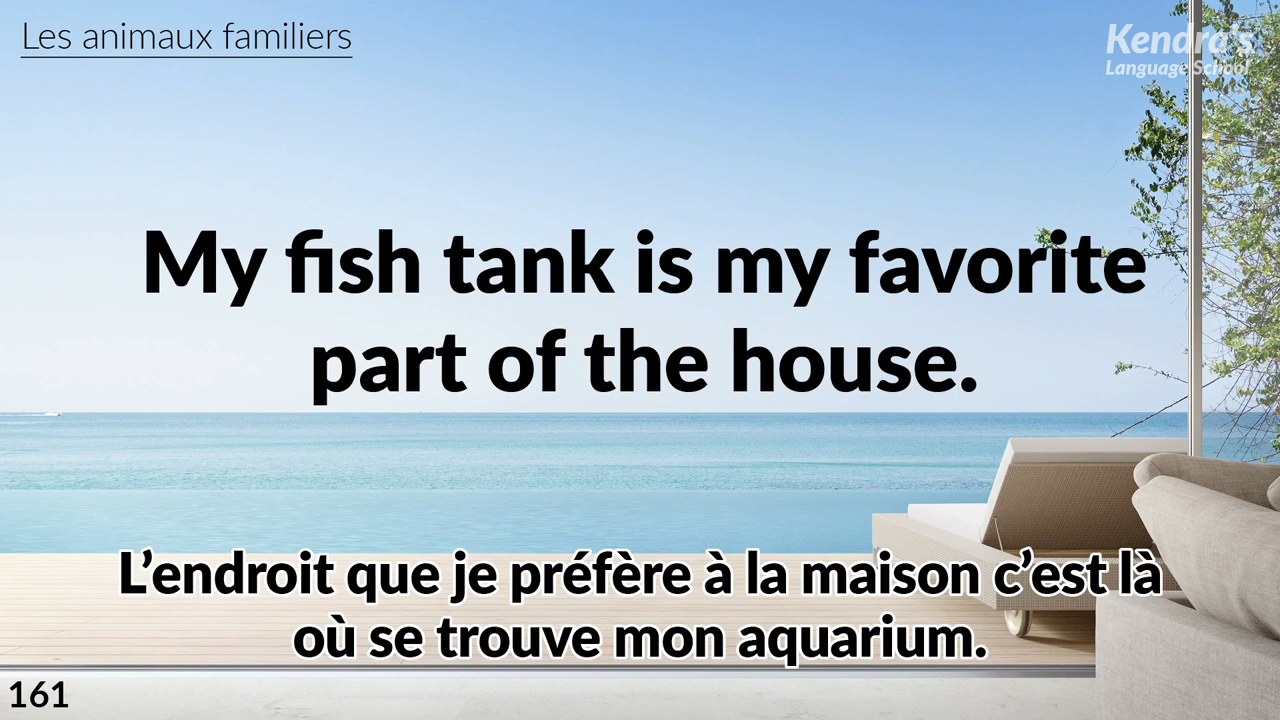 Les animaux familiers
Kendra's
Language School
My fish tank is my favorite
part of the house.
L’endroit que je préfère à la maison c’est là
où se trouve mon aquarium.
161